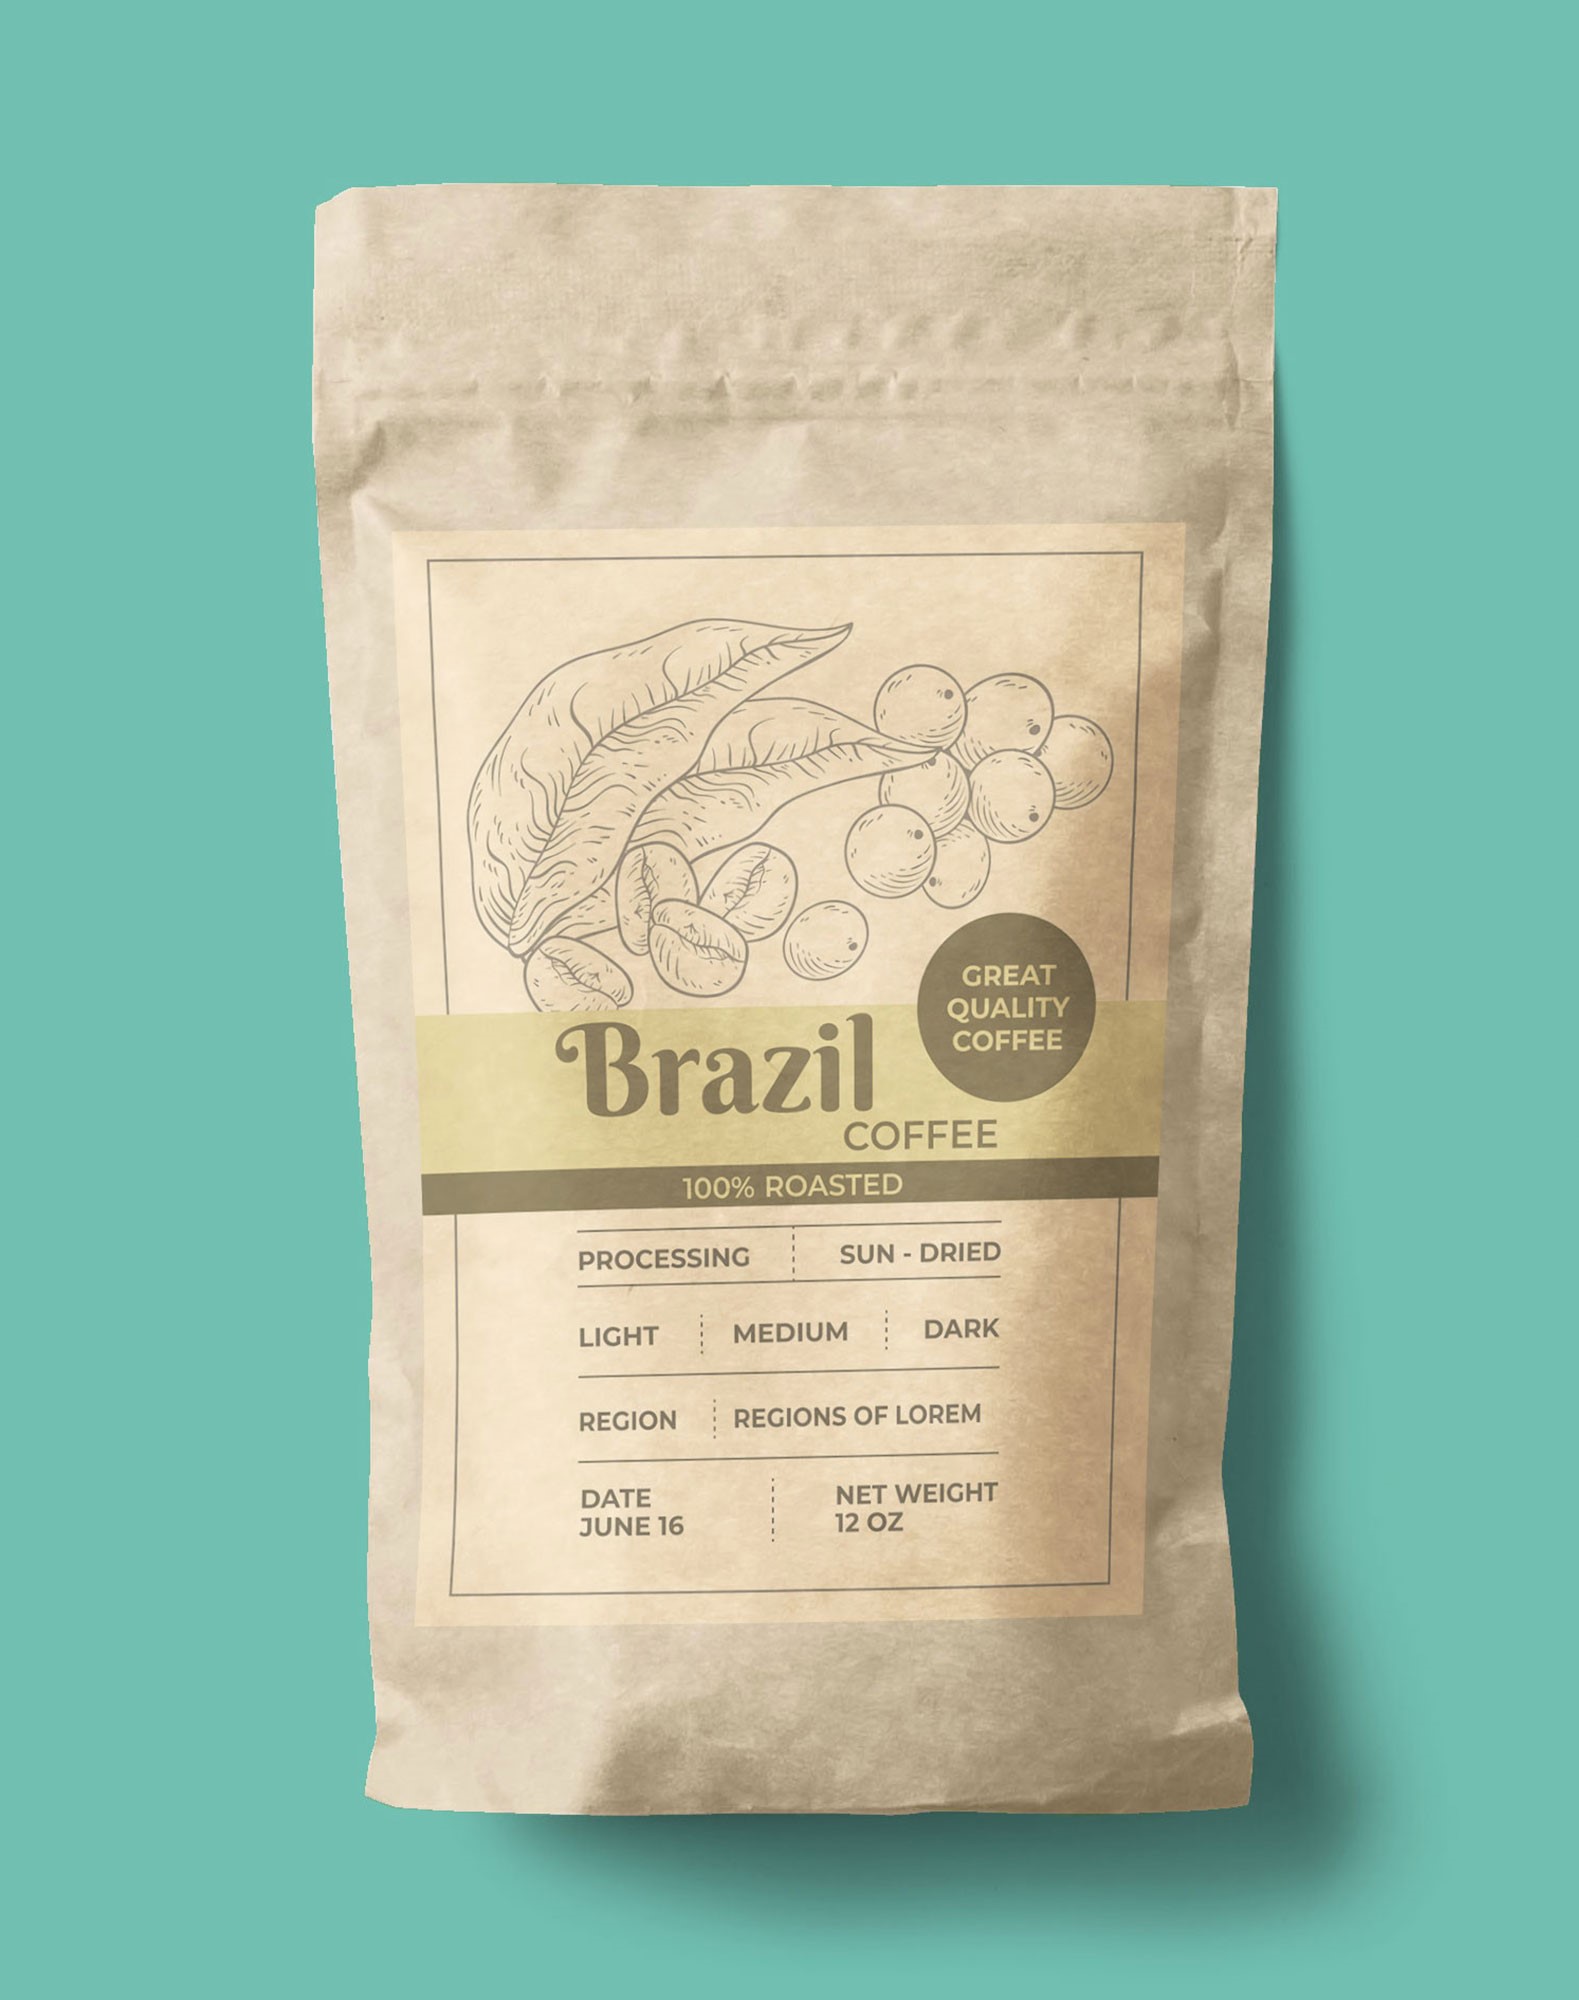 GREAT
QUALITY
COFFEE
Brazil
COFFEE
100% ROASTED
PROCESSING SUN - DRIED
LIGHT MEDIUM DARK
REGION REGIONS OF LOREM
DATE NET WEIGHT
JUNE 16 12 OZ